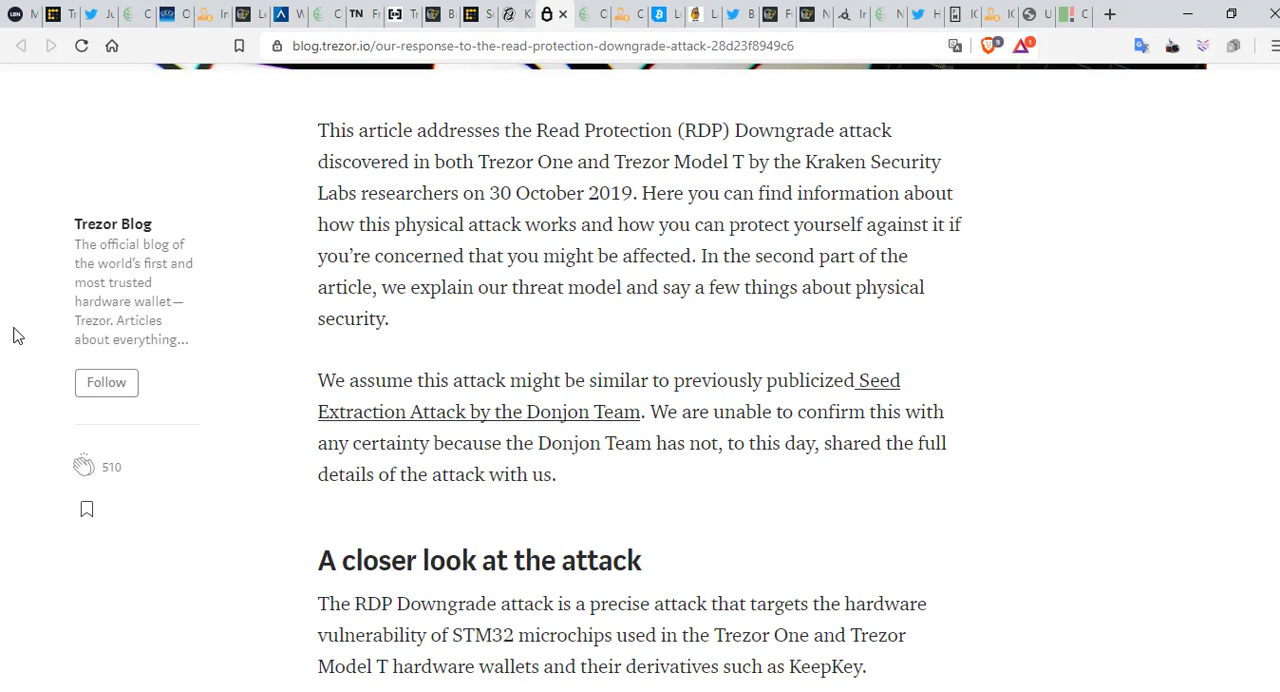 blog.trezor.io/our-response-to-the-read-protection-downgrade-attack-28d23f8949c6
This article addresses the Read Protection (RDP) Downgrade attack
discovered in both Trezor One and Trezor Model T by the Kraken Security
Labs researchers on 30 October 2019. Here you can find information about
how this physical attack works and how you can protect yourself against it if
you’re concerned that you might be affected. In the second part of the
article, we explain our threat model and say a few things about physical
security.
Trezor Blog
The official blog of
the world’s first and
most trusted
hardware wallet—
Trezor. Articles
about everything...
Follow
510
We assume this attack might be similar to previously publicized Seed
Extraction Attack by the Donjon Team. We are unable to confirm this with
any certainty because the Donjon Team has not, to this day, shared the full
details of the attack with us.
A closer look at the attack
The RDP Downgrade attack is a precise attack that targets the hardware
vulnerability of STM32 microchips used in the Trezor One and Trezor
Model T hardware wallets and their derivatives such as KeepKey.